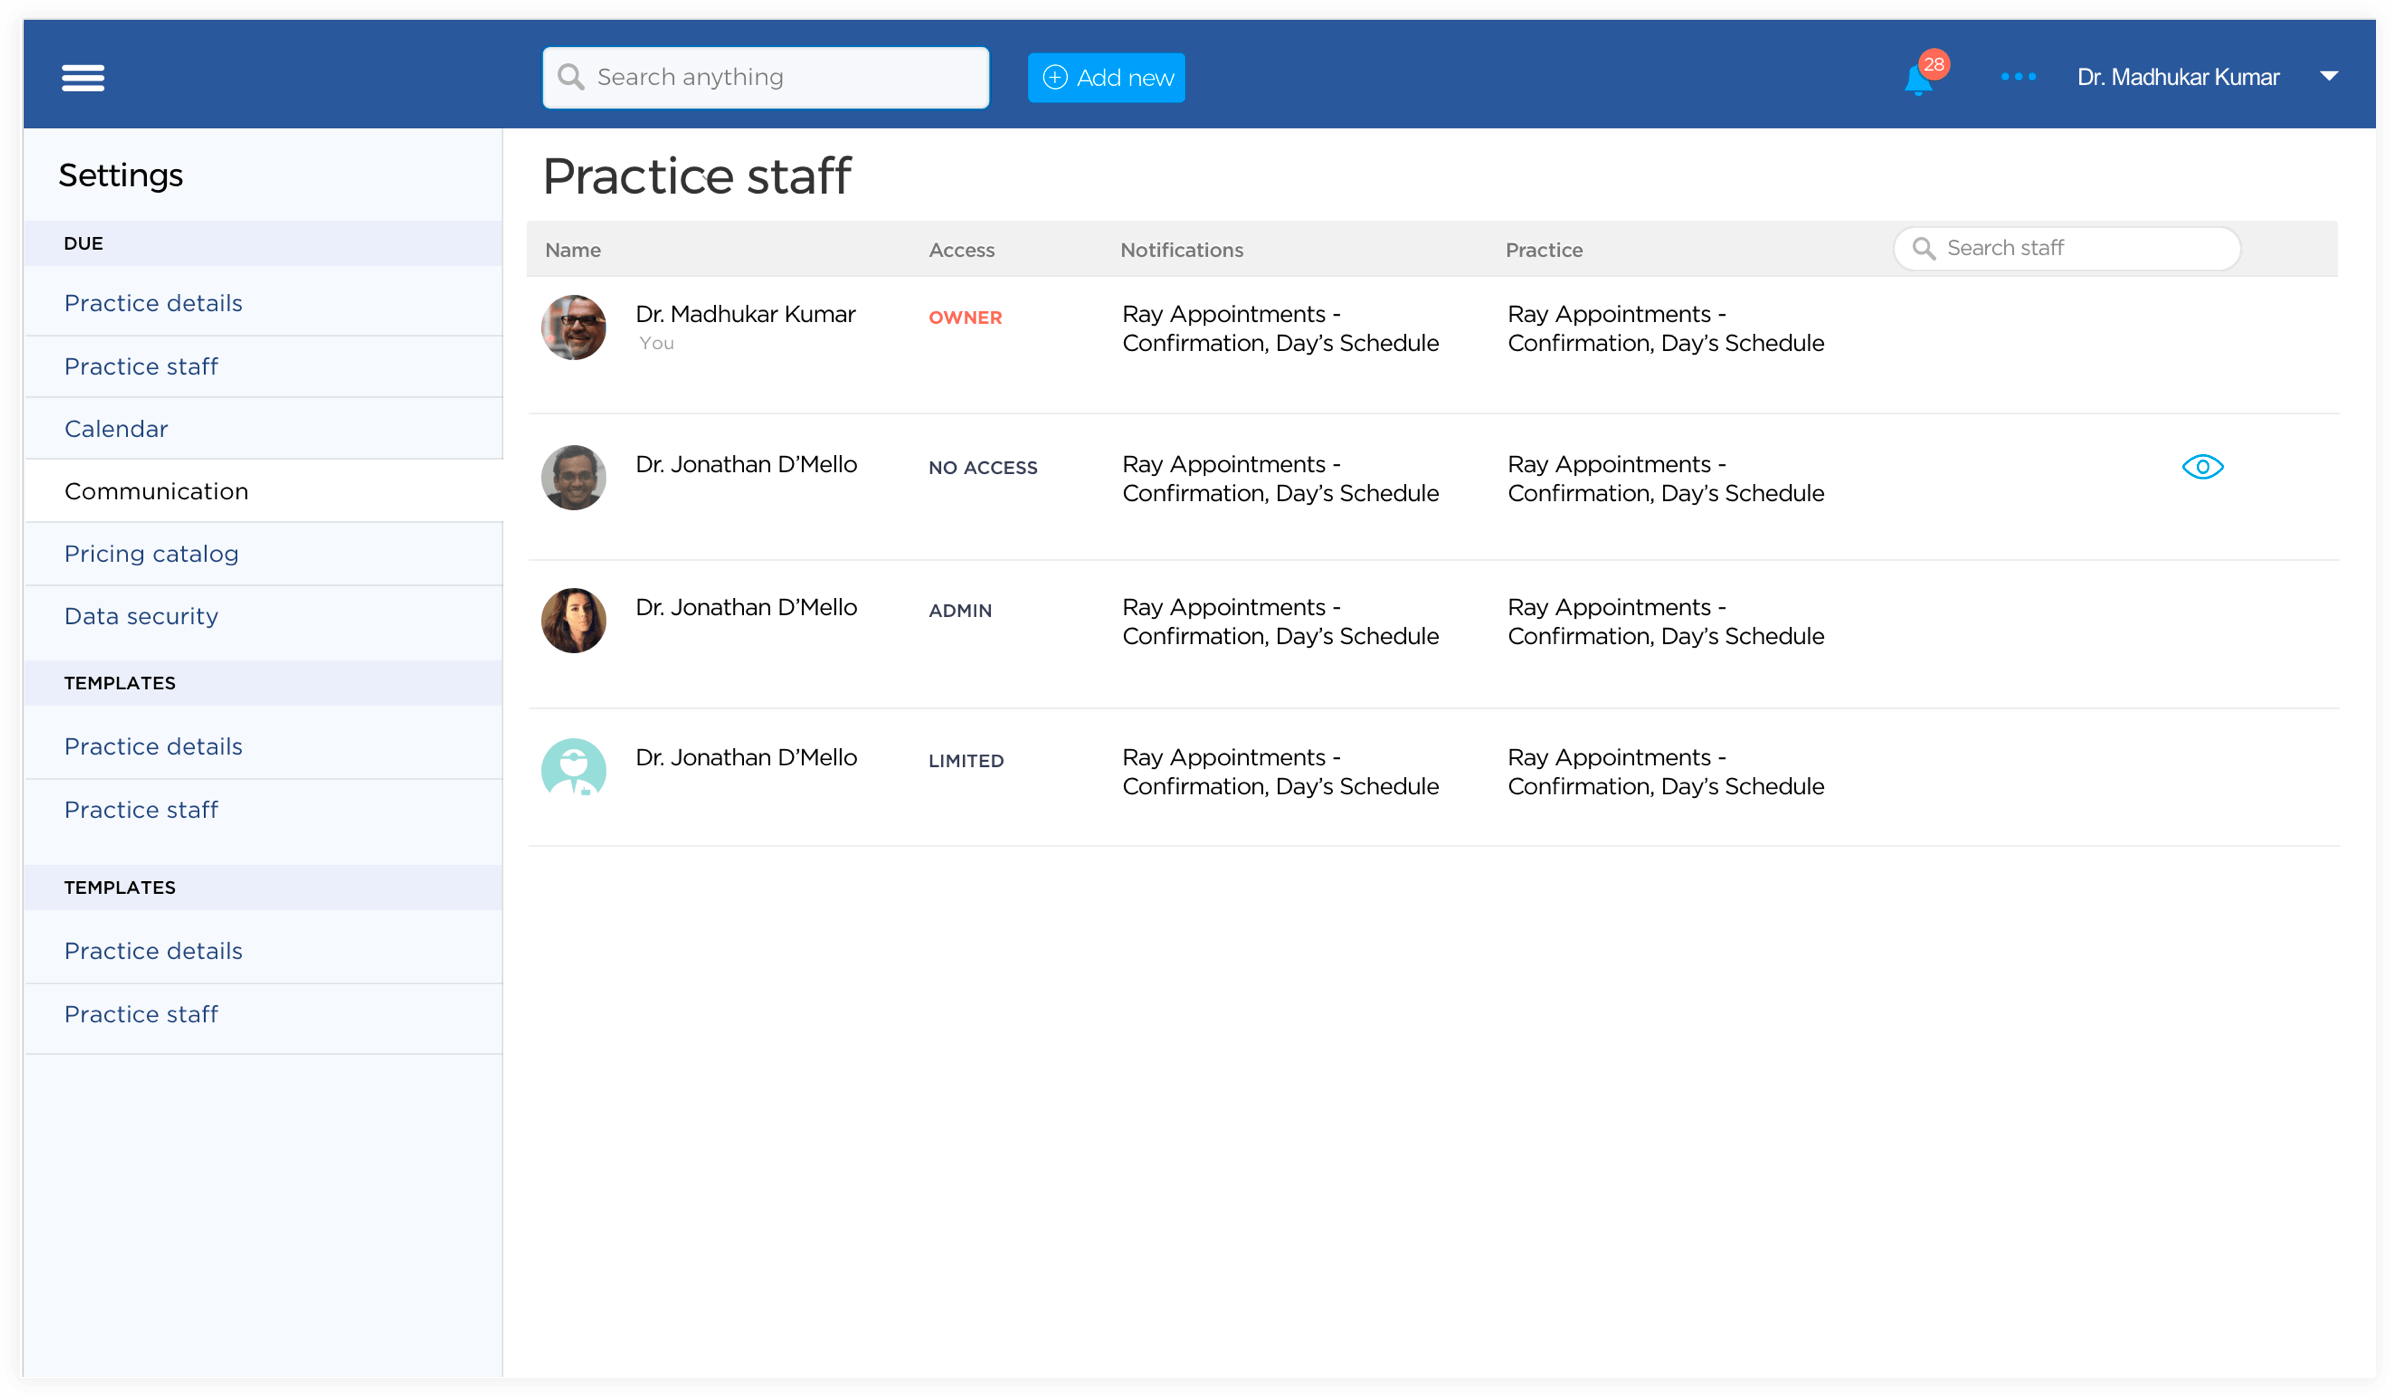 Search anything
Add new
28
Dr. Madhukar Kumar
Settings
DUE
Practice details
Practice staff
Calendar
Communication
Pricing catalog
Data security
TEMPLATES
Practice details
Practice staff
TEMPLATES
Practice details
Practice staff
Practice staff
Name Access Notifications Practice Search staff
Dr. Madhukar Kumar
You
OWNER
Ray Appointments -
Confirmation, Day’s Schedule
Ray Appointments -
Confirmation, Day’s Schedule
Dr. Jonathan D’Mello
NO ACCESS
Ray Appointments -
Confirmation, Day’s Schedule
Ray Appointments -
Confirmation, Day’s Schedule
Dr. Jonathan D’Mello
ADMIN
Ray Appointments -
Confirmation, Day’s Schedule
Ray Appointments -
Confirmation, Day’s Schedule
Dr. Jonathan D’Mello
LIMITED
Ray Appointments -
Confirmation, Day’s Schedule
Ray Appointments -
Confirmation, Day’s Schedule